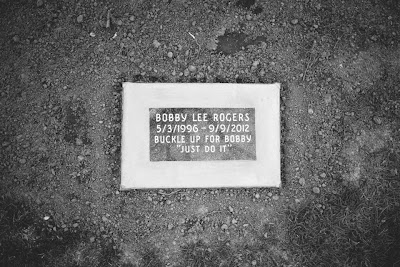 BOBBY LEE ROGERS
5/3/1996 - 9/9/2012
BUCKLE UP FOR BOBBY
"JUST DO IT"